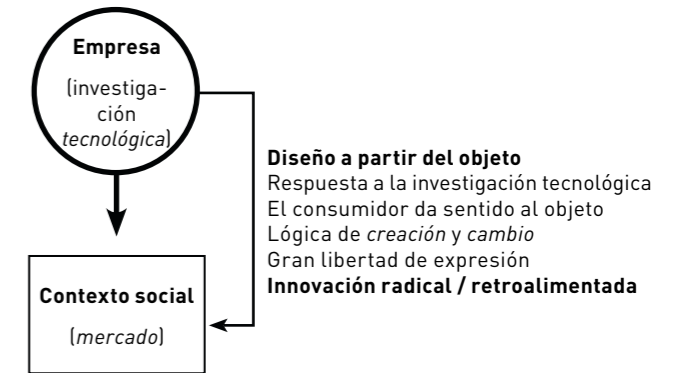 Empresa
(investiga-
ción
tecnológica)
Diseño a partir del objeto
Respuesta a la investigación tecnológica
El consumidor da sentido al objeto
Lógica de creación y cambio
Gran libertad de expresión
Innovación radical / retroalimentada
Contexto social
(mercado)